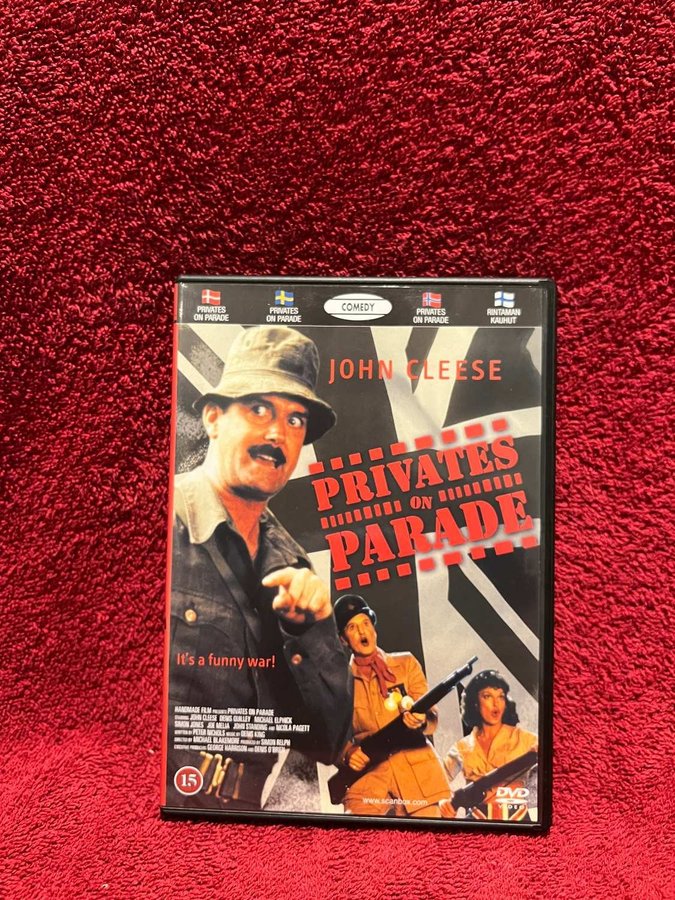 PRIVATES
ON PARADE
PRIVATES
ON PARADE
COMEDY
PRIVATES
ON PARADE
RINTAMAN
KAUHUT
JOHN CLEESE
PRIVATES
ON
PARADE
It's a funny war!
HANDMADE FILM PRESENTS PRIVATES ON PARADE
STARRING JOHN CLEESE DENIS QUILLEY MICHAEL ELPHICK
SIMON JONES JOE MELIA JOHN STANDING AND NICOLA PAGETT
WRITTEN BY PETER NICHOLS MUSIC BY DENIS KING
DIRECTED BY MICHAEL BLAKEMORE PRODUCED BY SIMON RELPH
EXECUTIVE PRODUCERS GEORGE HARRISON AND DENIS O'BRIEN
15
www.scanbox.com
DVD
VIDEO